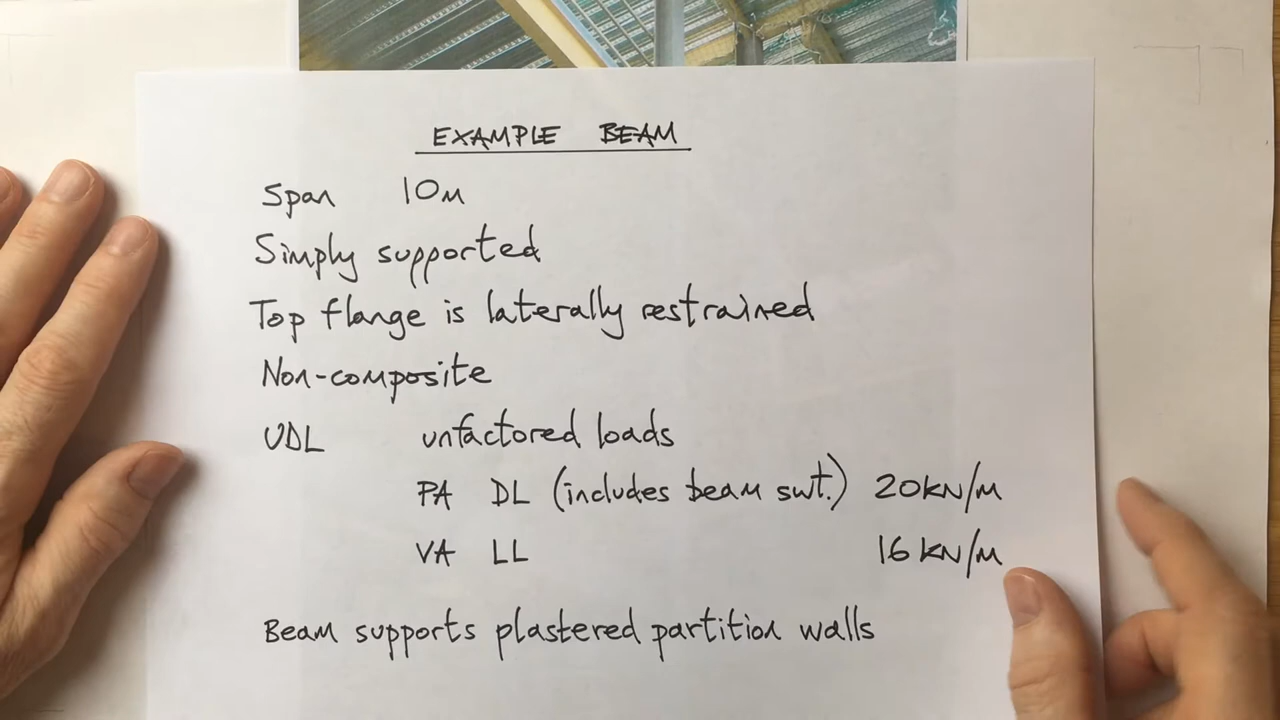 EXAMPLE BEAM
Span 10m
Simply supported
Top flange is laterally restrained
Non-composite
UDL unfactored loads
PA DL (includes beam swt.) 20kN/m
VA LL 16kN/m
Beam supports plastered partition walls